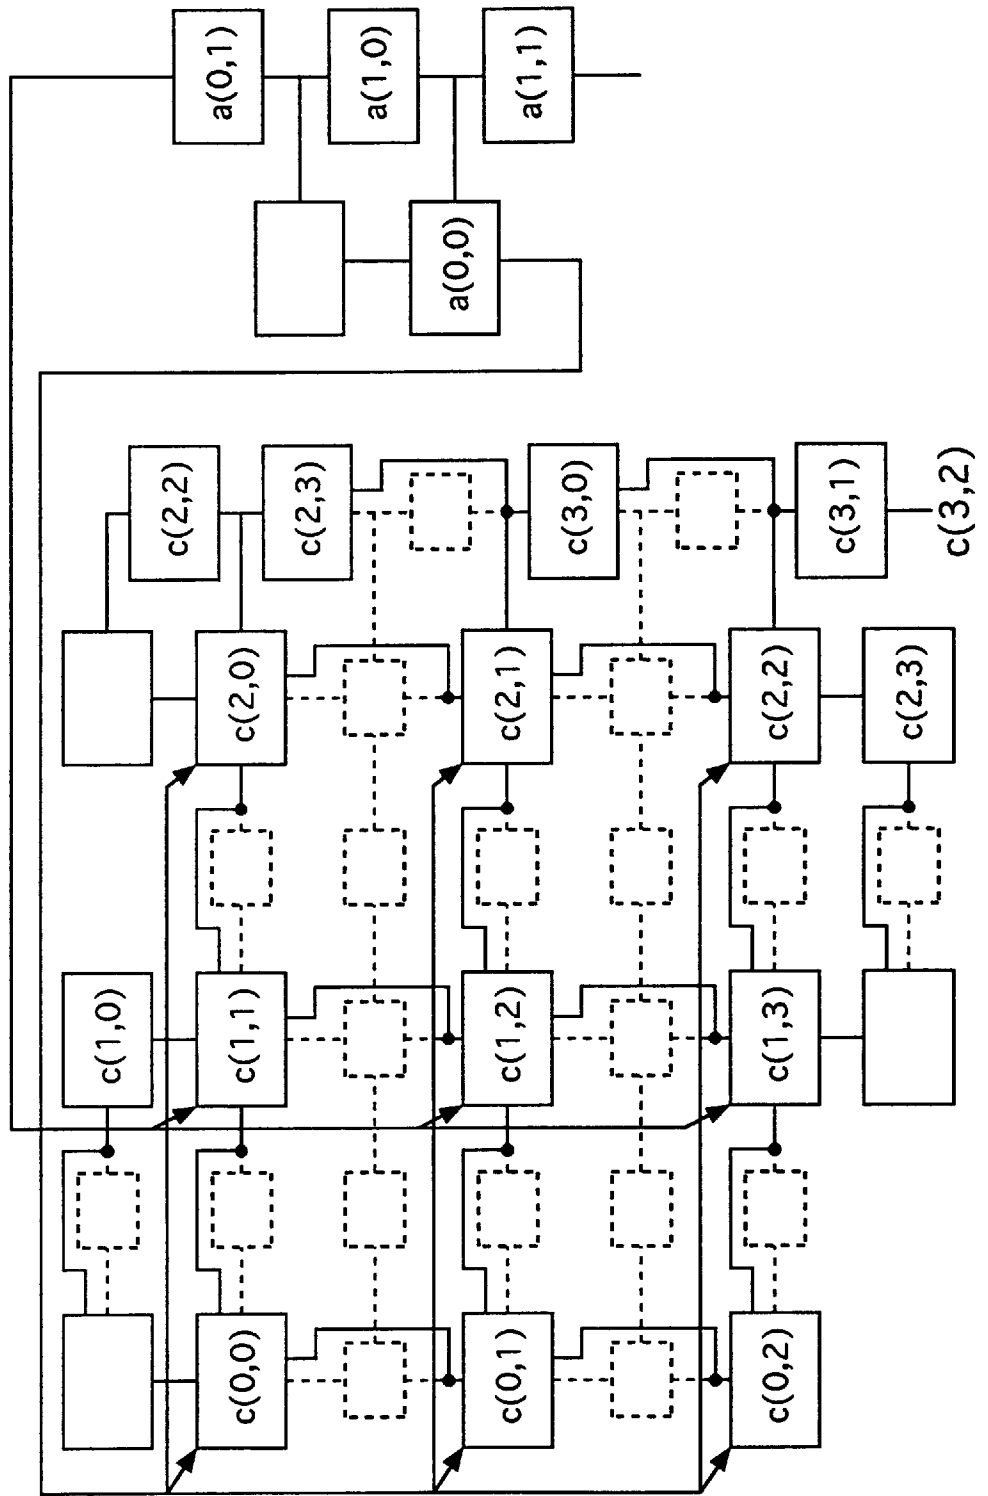 c(1,0)
c(2,2)
a(0,1)
c(0,0)
c(1,1)
c(2,0)
c(2,3)
a(1,0)
a(0,0)
c(0,1)
c(1,2)
c(2,1)
a(1,1)
c(3,0)
c(0,2)
c(1,3)
c(2,2)
c(3,1)
c(2,3)
c(3,2)